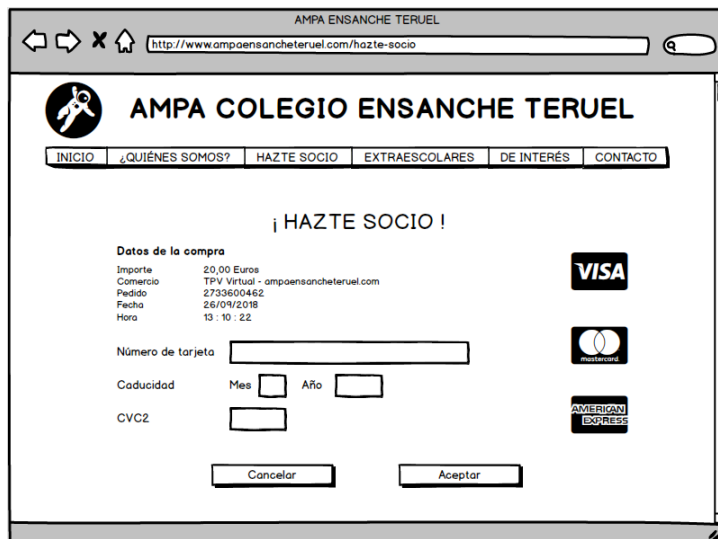 AMPA ENSANCHE TERUEL
http://www.ampaensancheteruel.com/hazte-socio
AMPA COLEGIO ENSANCHE TERUEL
INICIO ¿QUIÉNES SOMOS? HAZTE SOCIO EXTRAESCOLARES DE INTERÉS CONTACTO
¡ HAZTE SOCIO !
Datos de la compra
Importe 20,00 Euros
Comercio TPV Virtual - ampaensancheteruel.com
Pedido 2733600462
Fecha 26/09/2018
Hora 13 : 10 : 22
VISA
Número de tarjeta
mastercard.
Caducidad Mes Año
CVC2
AMERICAN
EXPRESS
Cancelar Aceptar